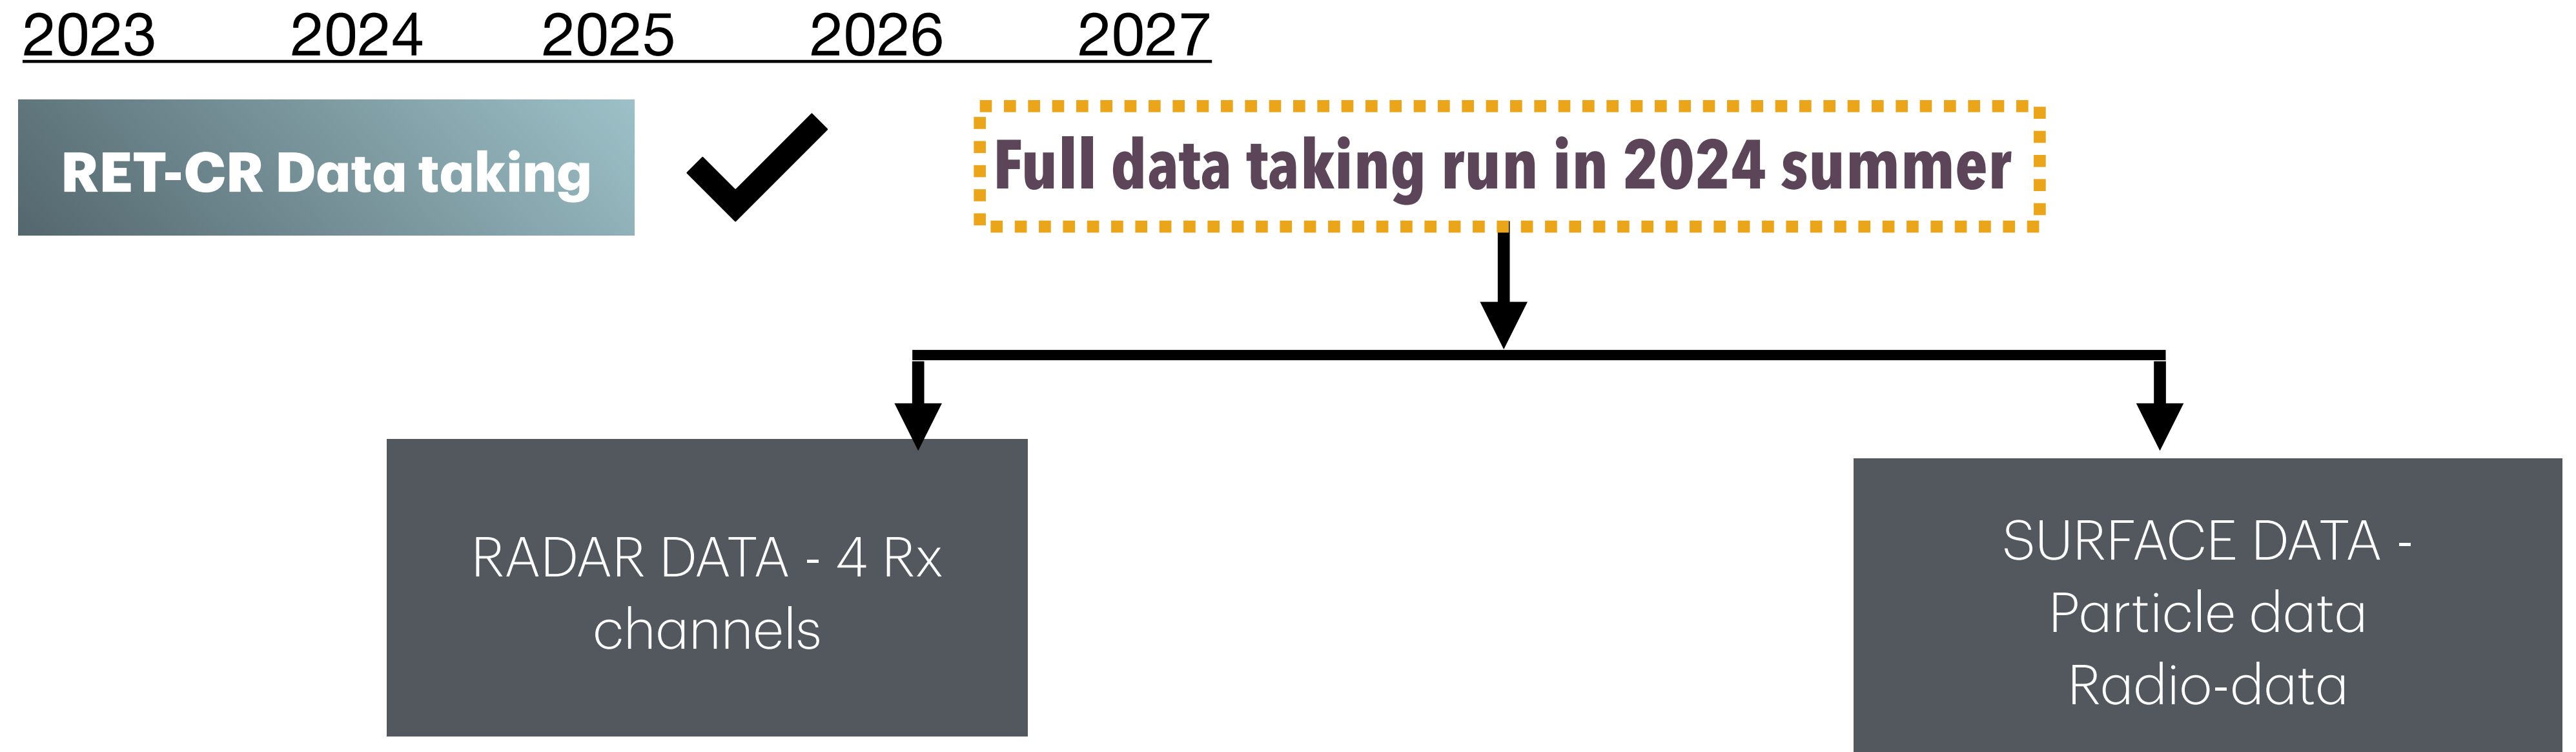 2023 2024 2025 2026 2027
RET-CR Data taking
Full data taking run in 2024 summer
RADAR DATA - 4 Rx
channels
SURFACE DATA -
Particle data
Radio-data